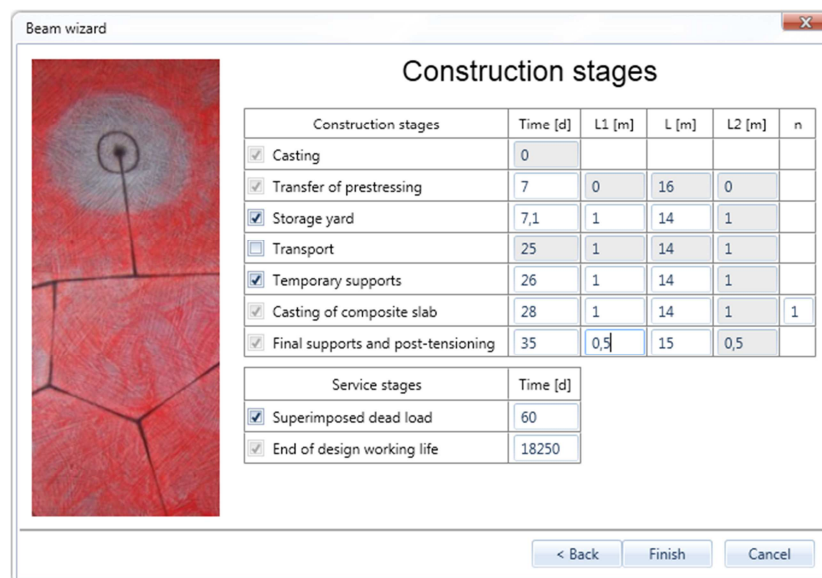 Beam wizard
X
Construction stages
Construction stages Time [d] L1 [m] L [m] L2 [m] n
Casting 0
Transfer of prestressing 7 0 16 0
Storage yard 7,1 1 14 1
Transport 25 1 14 1
Temporary supports 26 1 14 1
Casting of composite slab 28 1 14 1 1
Final supports and post-tensioning 35 0,5 15 0,5
Service stages Time [d]
Superimposed dead load 60
End of design working life 18250
< Back Finish Cancel